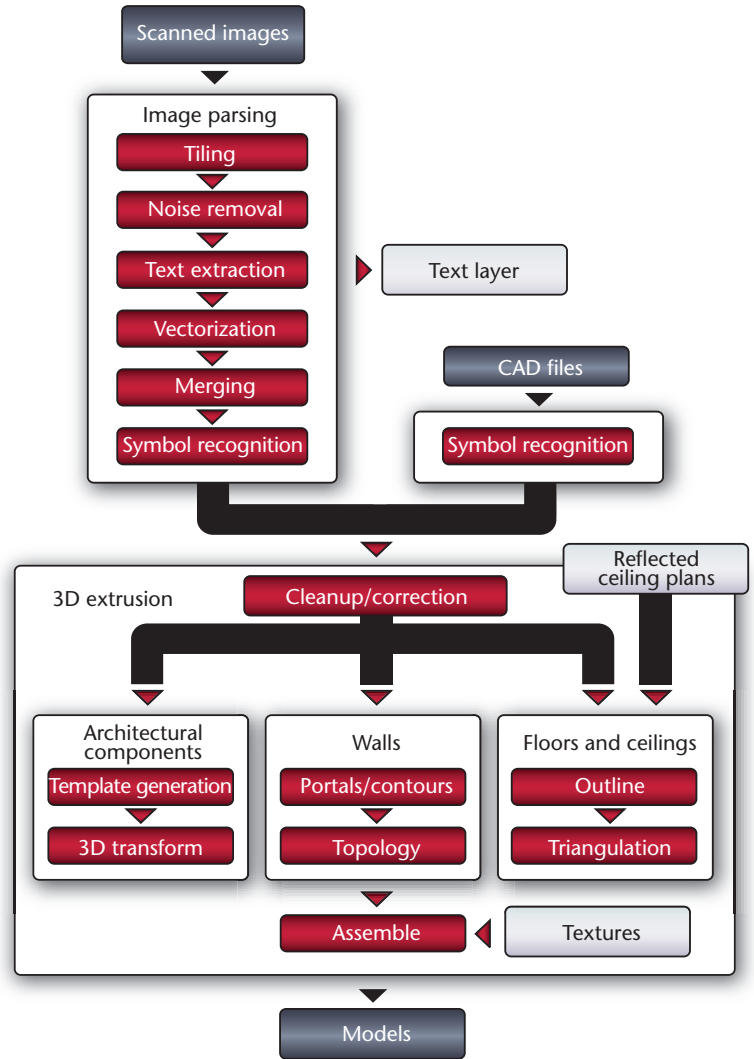 Scanned images
Image parsing
Tiling
Noise removal
Text extraction
Text layer
Vectorization
Merging
Symbol recognition
CAD files
Symbol recognition
Reflected
ceiling plans
3D extrusion
Cleanup/correction
Architectural
components
Template generation
3D transform
Walls
Portals/contours
Topology
Floors and ceilings
Outline
Triangulation
Assemble
Textures
Models